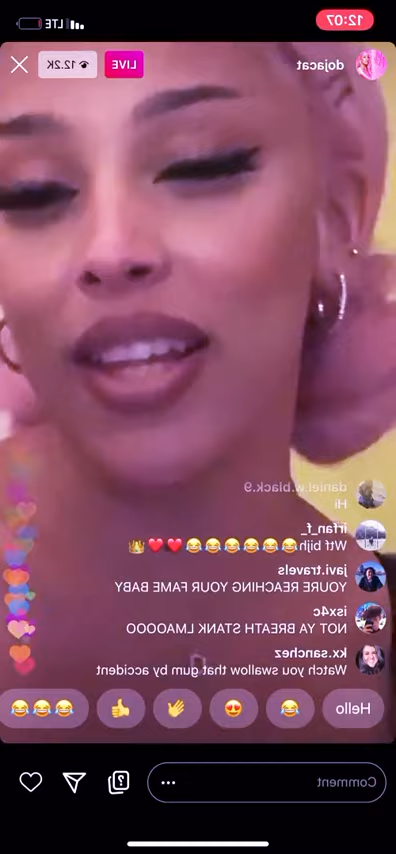 12:07
LTE
dojacat
LIVE
12.2K
daniel.w.black.9
Hi
irfan_f_
Wtf bijh😂😂😂😂😂😂❤️❤️👑
javi.travels
YOURE REACHING YOUR FAME BABY
isx4c
NOT YA BREATH STANK LMAOOOO
kx.sanchez
Watch you swallow that gum by accident
Hello
Comment